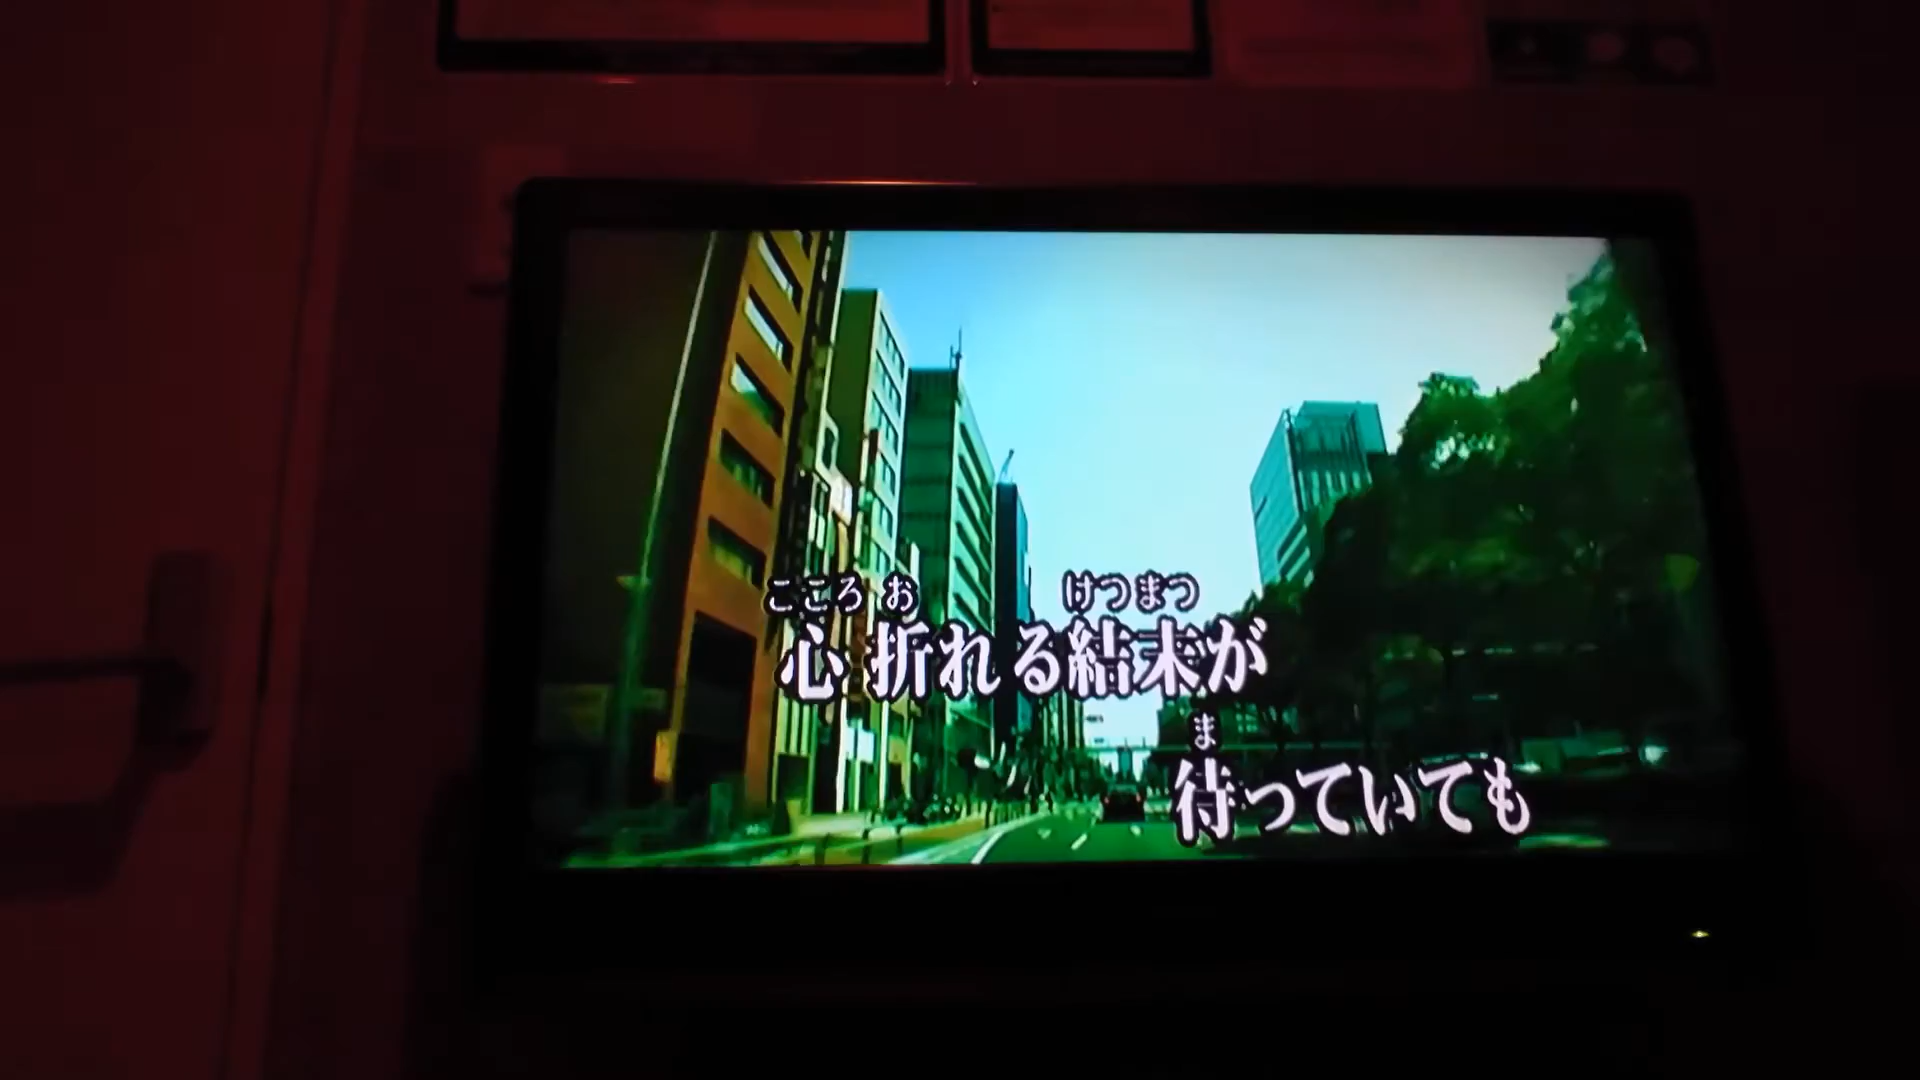 こころ お けつまつ
心 折れる結末が
ま
待っていても